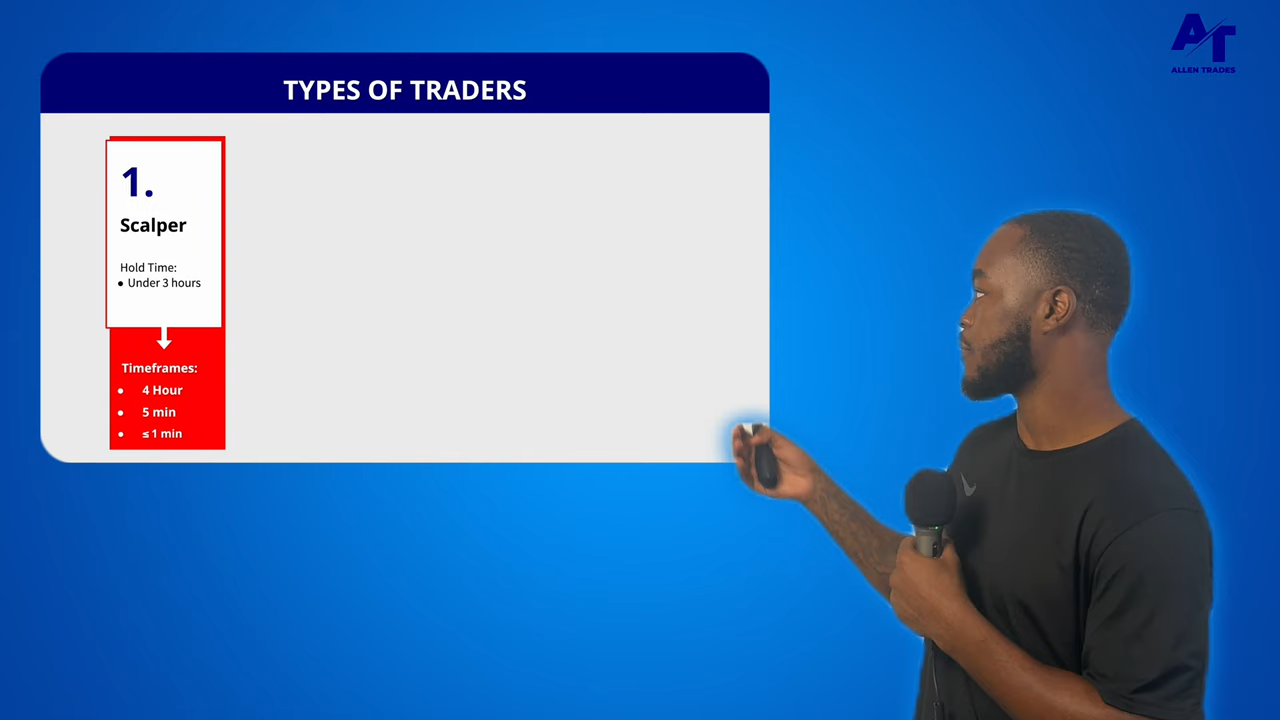 AT
ALLEN TRADES
TYPES OF TRADERS
1.
Scalper
Hold Time:
● Under 3 hours
Timeframes:
● 4 Hour
● 5 min
● ≤ 1 min